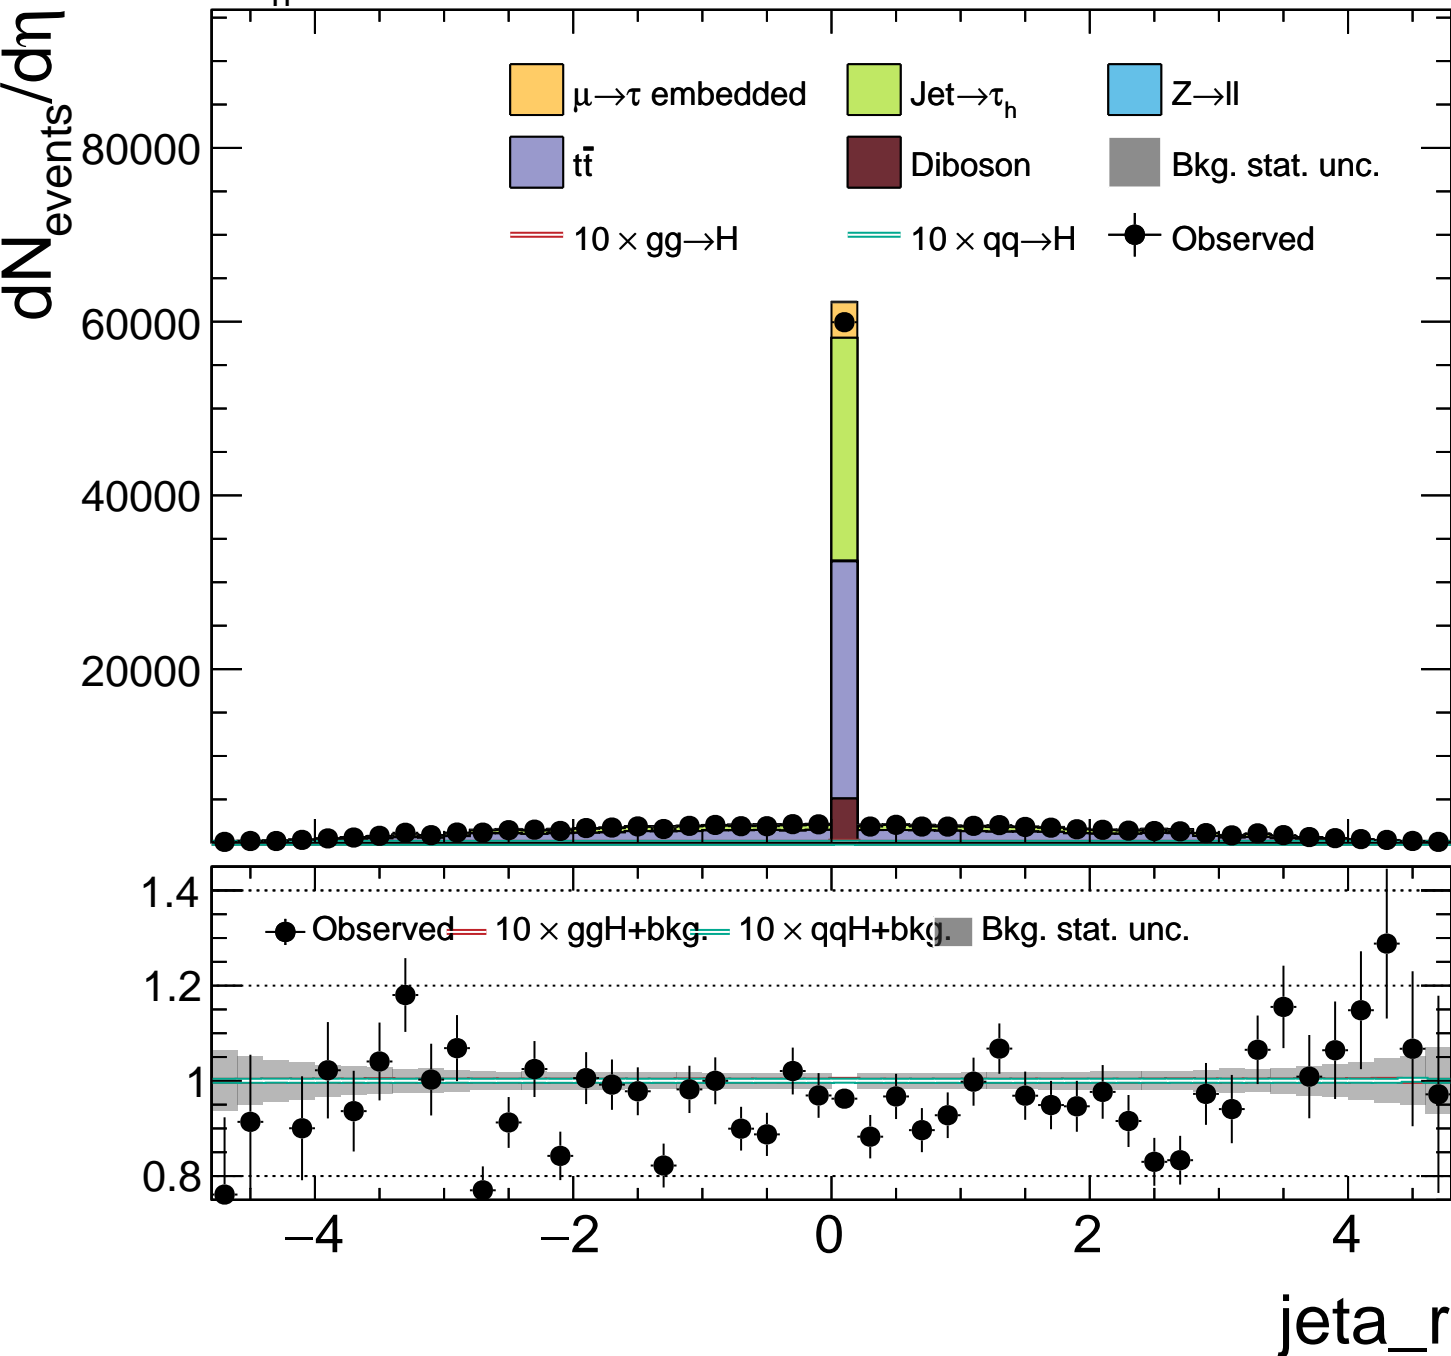 dN_events/dη
μ→τ embedded Jet→τ_h Z→ll
tt̄ Diboson Bkg. stat. unc.
10 × gg→H 10 × qq→H Observed
80000
60000
40000
20000
1.4
Observed 10 × ggH+bkg. 10 × qqH+bkg. Bkg. stat. unc.
1.2
1
0.8
−4 −2 0 2 4
jeta_r